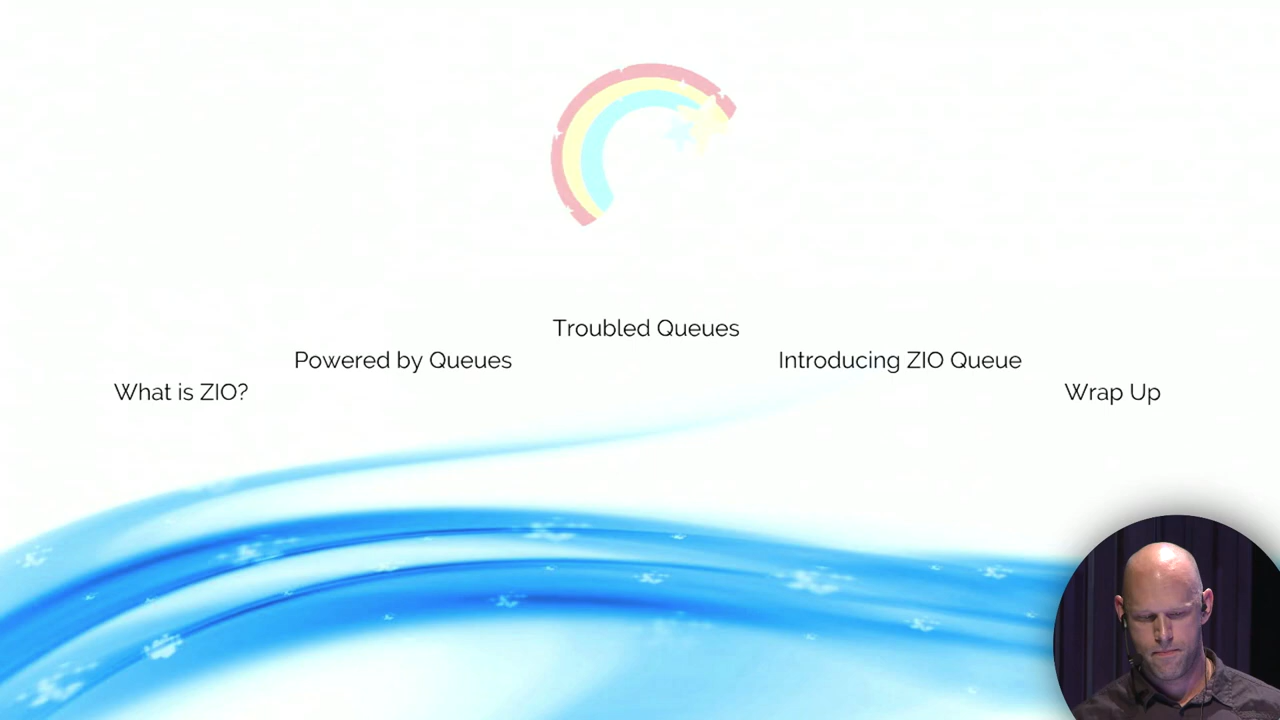 What is ZIO?
Powered by Queues
Troubled Queues
Introducing ZIO Queue
Wrap Up